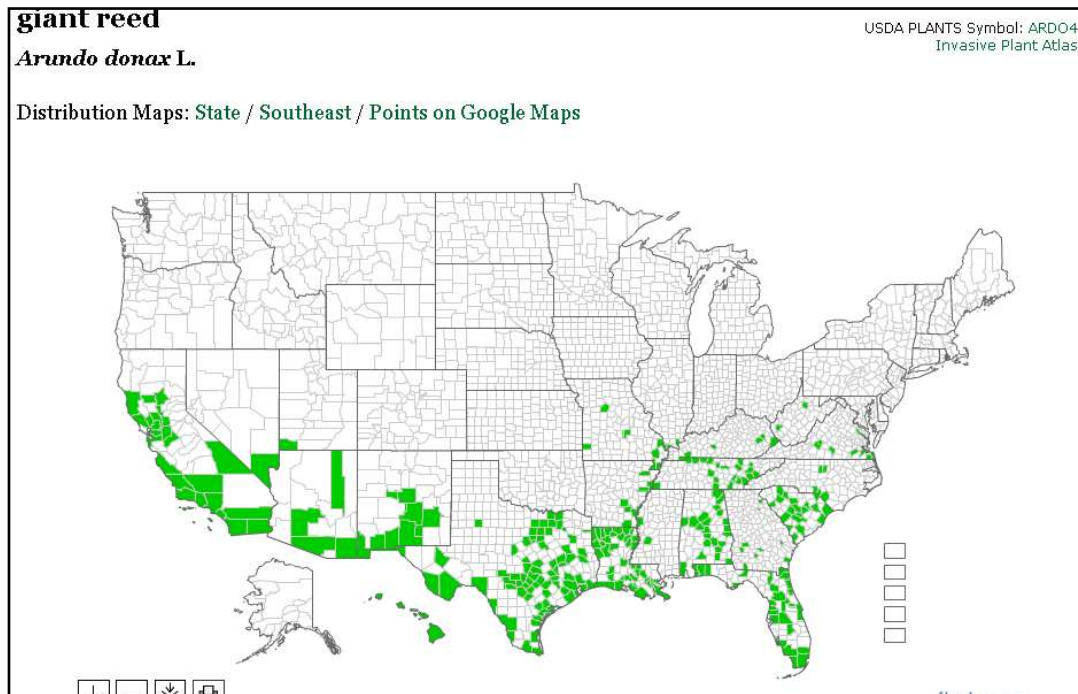 giant reed
USDA PLANTS Symbol: ARDO4
Invasive Plant Atlas
Arundo donax L.
Distribution Maps: State / Southeast / Points on Google Maps